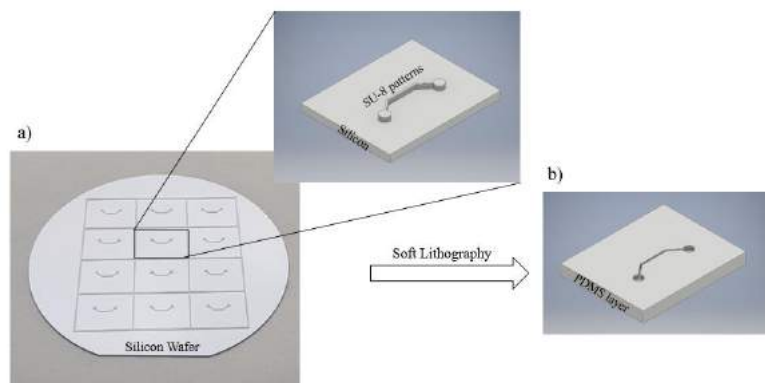 a)
SU-8 patterns
Silicon
b)
Soft Lithography
PDMS layer
Silicon Wafer